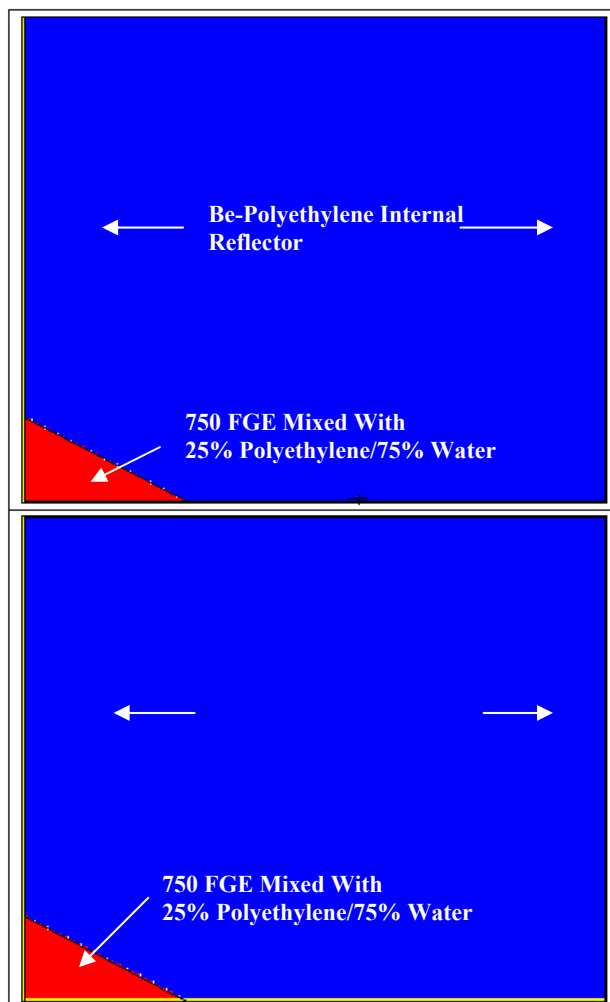 Be-Polyethylene Internal
Reflector
750 FGE Mixed With
25% Polyethylene/75% Water
750 FGE Mixed With
25% Polyethylene/75% Water